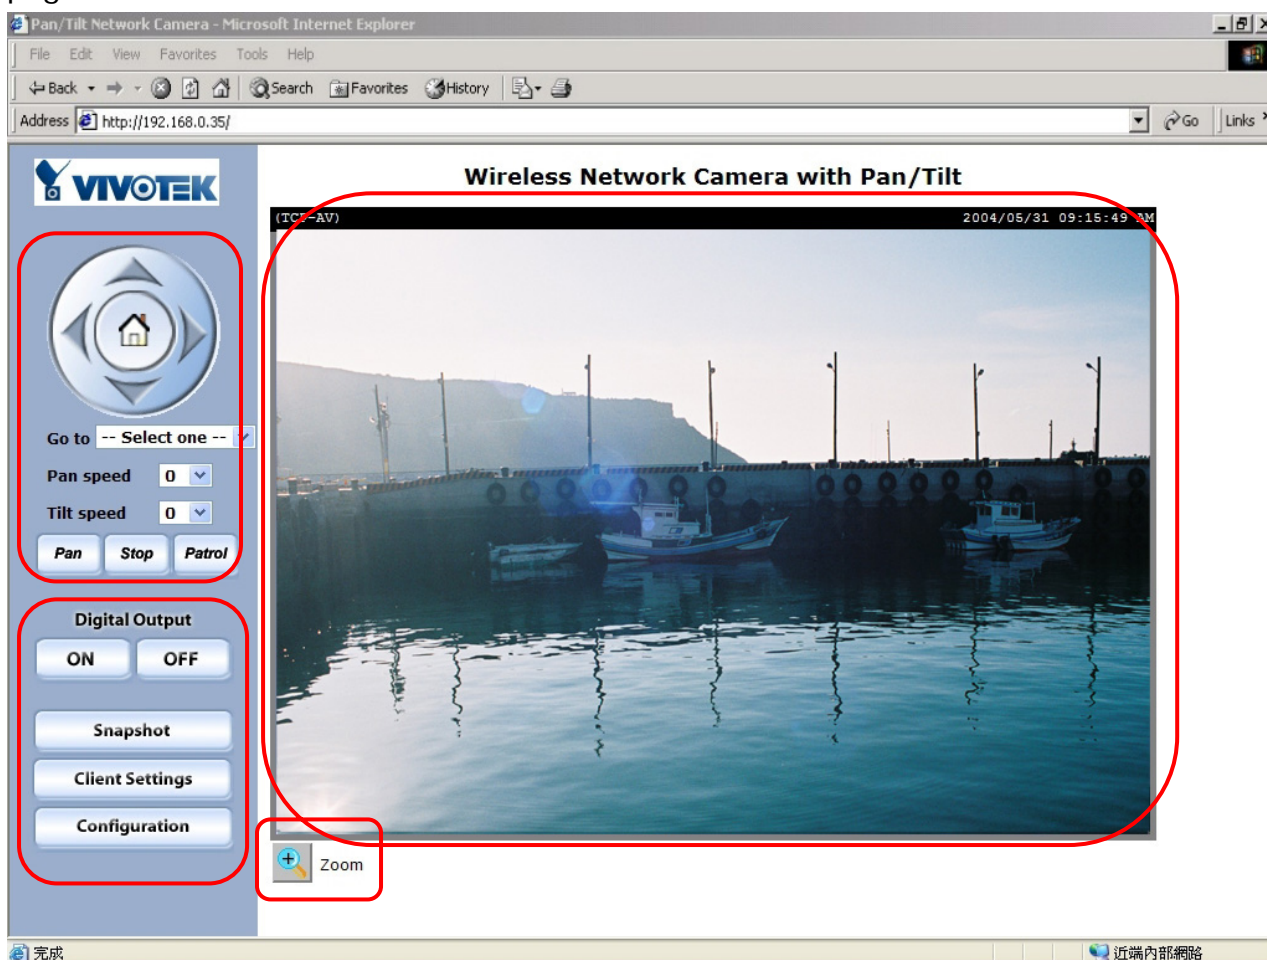 Pan/Tilt Network Camera - Microsoft Internet Explorer
File Edit View Favorites Tools Help
Back Search Favorites History
Address http://192.168.0.35/ Go Links
VIVOTEK
Wireless Network Camera with Pan/Tilt
(TCP-AV) 2004/05/31 09:15:49 AM
Go to -- Select one --
Pan speed 0
Tilt speed 0
Pan Stop Patrol
Digital Output
ON OFF
Snapshot
Client Settings
Configuration
Zoom
完成 近端內部網路